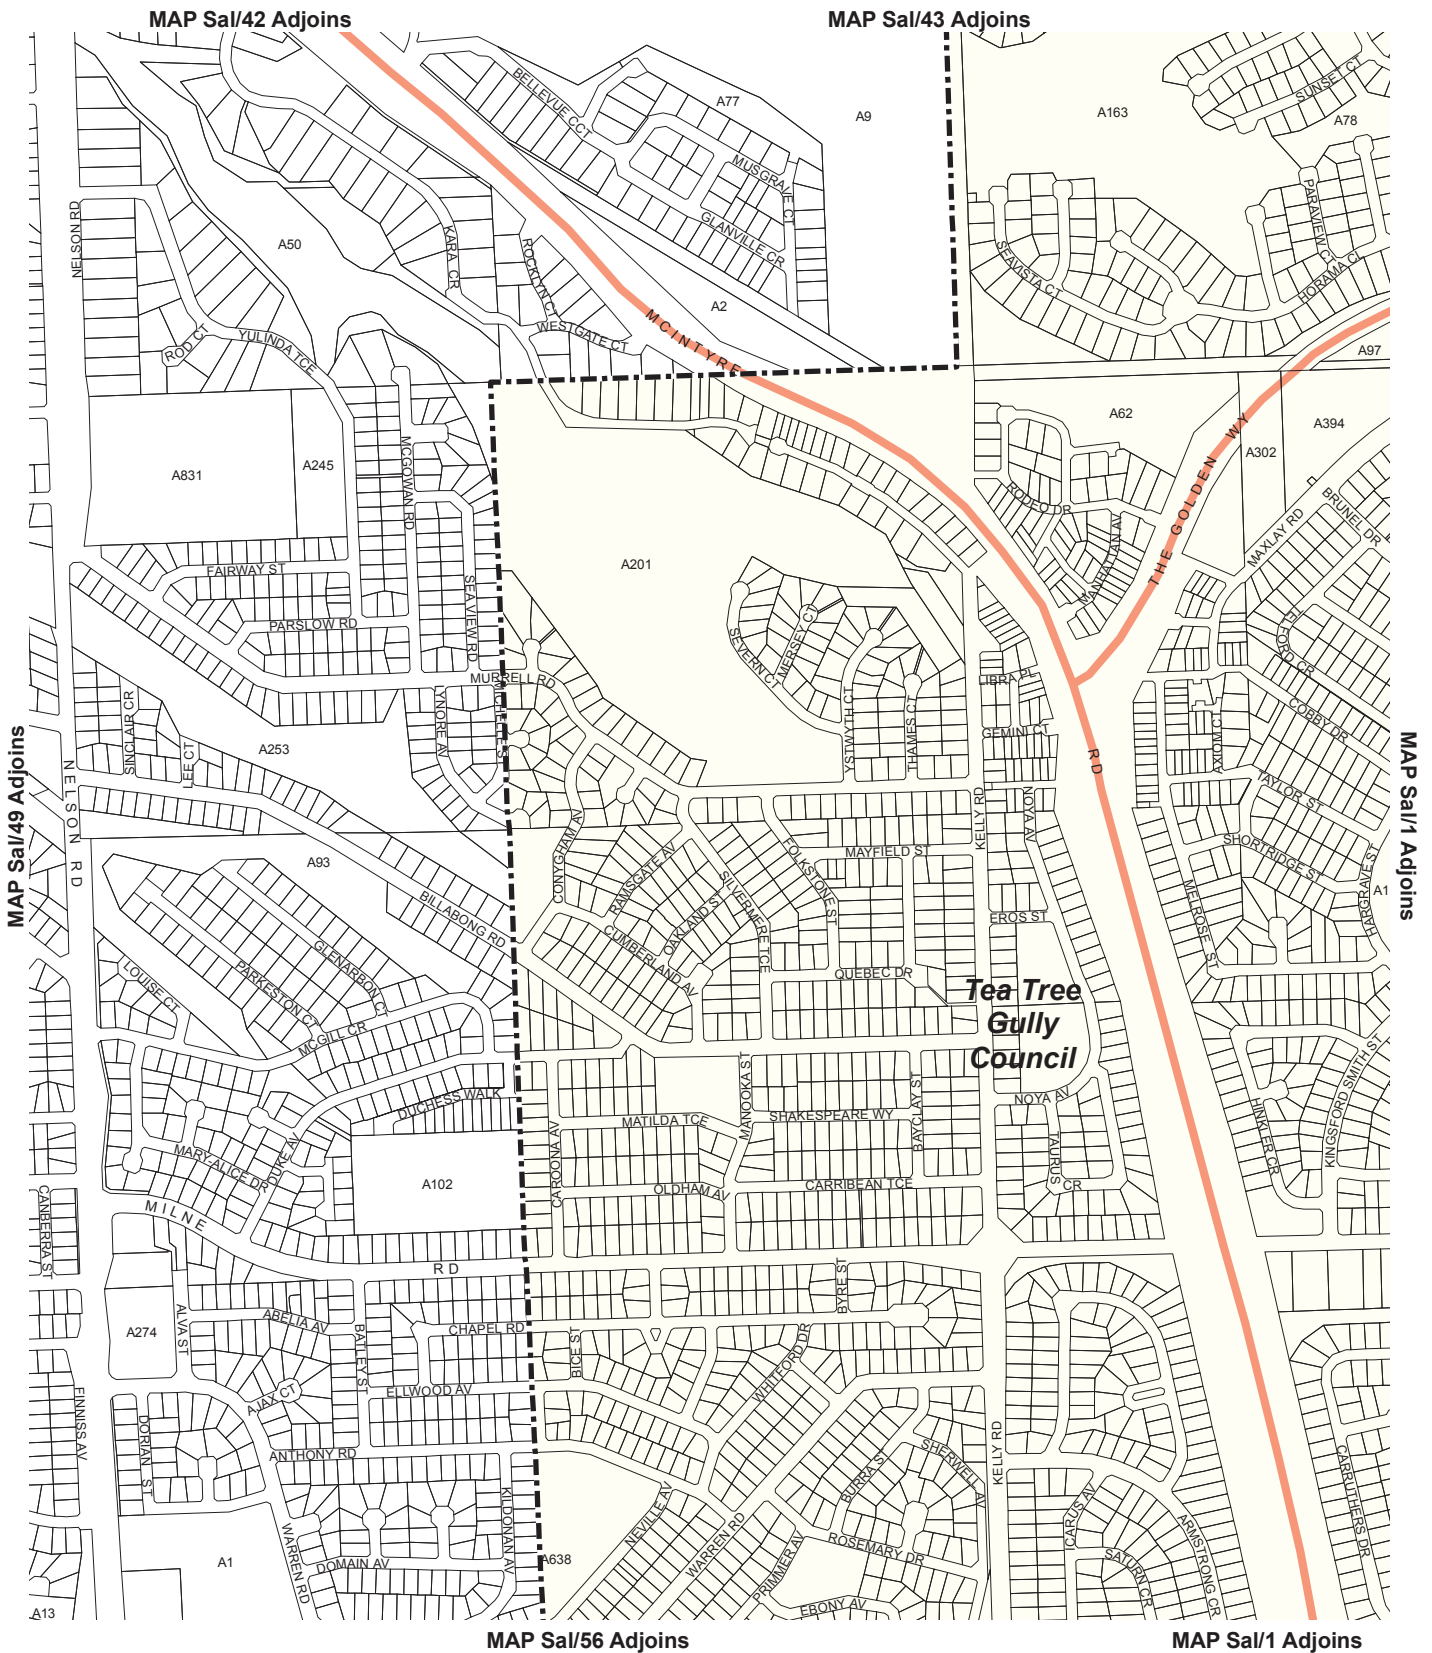 MAP Sal/42 Adjoins
MAP Sal/43 Adjoins
BELLEVUE CCT
A77
A9
A163
SUNSET CT
A78
MUSGRAVE CT
GLANVILLE CR
PARAVIEW CT
NELSON RD
A50
KARA CR
ROCKLYN CT
SEAVISTA CT
HORAMA
A2
WESTGATE CT
MCINTYRE
ROD CT
YULINDA TCE
A97
A62
A394
THE GOLDEN WY
A302
A831
A245
MCGOWAN RD
RODEO DR
MANHATTAN AV
MAXLAY RD
BRUNEL DR
A201
FAIRWAY ST
SEAVIEW RD
PARSLOW RD
SEVERN CT
MERSEY CT
YSTWYTH CT
THAMES CT
TELFORD CR
MURRELL RD
LIBRA PL
LYNORE AV
SINCLAIR CR
LEE CT
A253
GEMINI CT
AXIOM CT
COBBY DR
NELSON RD
RD
MAP Sal/49 Adjoins
MAP Sal/1 Adjoins
TAYLOR ST
CONYNGHAM AV
KELLY RD
NOYA AV
A93
RAMSGATE AV
SILVERMERE TCE
FOLKSTONE ST
MAYFIELD ST
SHORTRIDGE ST
HARGRAVE ST
A1
BILLABONG RD
CUMBERLAND AV
OAKLAND ST
EROS ST
MELROSE ST
GLENARBON CT
PARKESTON CT
LOUISE CT
MCGILL CR
QUEBEC DR
Tea Tree
Gully
Council
KINGSFORD SMITH ST
HINKLER CR
DUCHESS WALK
MANOOKA ST
MATILDA TCE
SHAKESPEARE WY
BAYCLAY ST
NOYA AV
TAURUS
CR
MARY-ALICE DR
DUKE AV
A102
CAROONA AV
OLDHAM AV
CARRIBEAN TCE
CANBERRA ST
MILNE
RD
BYRE ST
A274
ALVA ST
ABELIA AV
BATLEY ST
CHAPEL RD
BICE ST
WHITFORD DR
AJAX CT
ELLWOOD AV
FINNISS AV
DORIAN ST
ANTHONY RD
KELLY RD
BURRA ST
SHERWELL AV
CARRUTHERS DR
NEVILLE AV
WARREN RD
KILDONAN AV
WARREN RD
PRIMMER AV
ROSEMARY DR
CARUS AV
SATURN CR
ARMSTRONG CR
A1
DOMAIN AV
A638
EBONY AV
A13
MAP Sal/56 Adjoins
MAP Sal/1 Adjoins